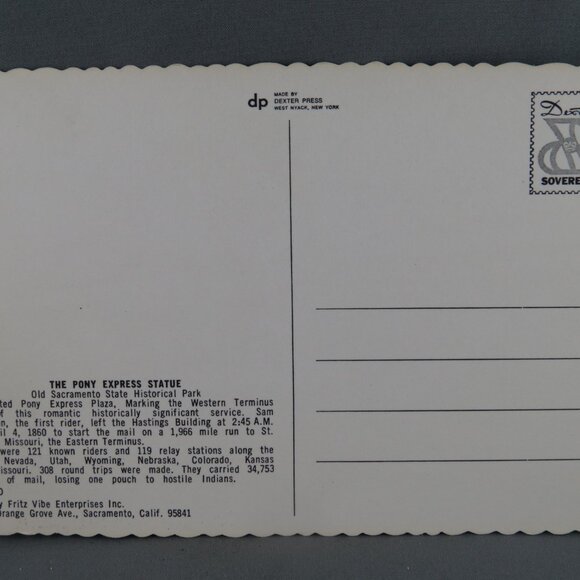 dp MADE BY
DEXTER PRESS
WEST NYACK, NEW YORK
SOVERE
THE PONY EXPRESS STATUE
Old Sacramento State Historical Park
ted Pony Express Plaza, Marking the Western Terminus
f this romantic historically significant service. Sam
n, the first rider, left the Hastings Building at 2:45 A.M.
il 4, 1860 to start the mail on a 1,966 mile run to St.
Missouri, the Eastern Terminus.
were 121 known riders and 119 relay stations along the
Nevada, Utah, Wyoming, Nebraska, Colorado, Kansas
issouri. 308 round trips were made. They carried 34,753
of mail, losing one pouch to hostile Indians.
y Fritz Vibe Enterprises Inc.
range Grove Ave., Sacramento, Calif. 95841